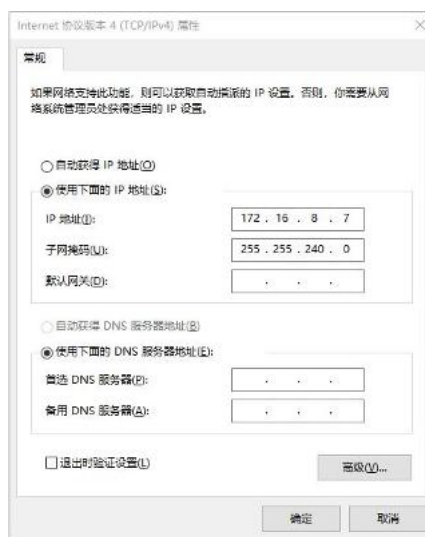 Internet 协议版本 4 (TCP/IPv4) 属性
常规
如果网络支持此功能，则可以获取自动指派的 IP 设置。否则，你需要从网
络系统管理员处获得适当的 IP 设置。
自动获得 IP 地址(O)
使用下面的 IP 地址(S):
IP 地址(I): 172 . 16 . 8 . 7
子网掩码(U): 255 . 255 . 240 . 0
默认网关(D): . . .
自动获得 DNS 服务器地址(B)
使用下面的 DNS 服务器地址(E):
首选 DNS 服务器(P): . . .
备用 DNS 服务器(A): . . .
退出时验证设置(L)
高级(V)...
确定 取消